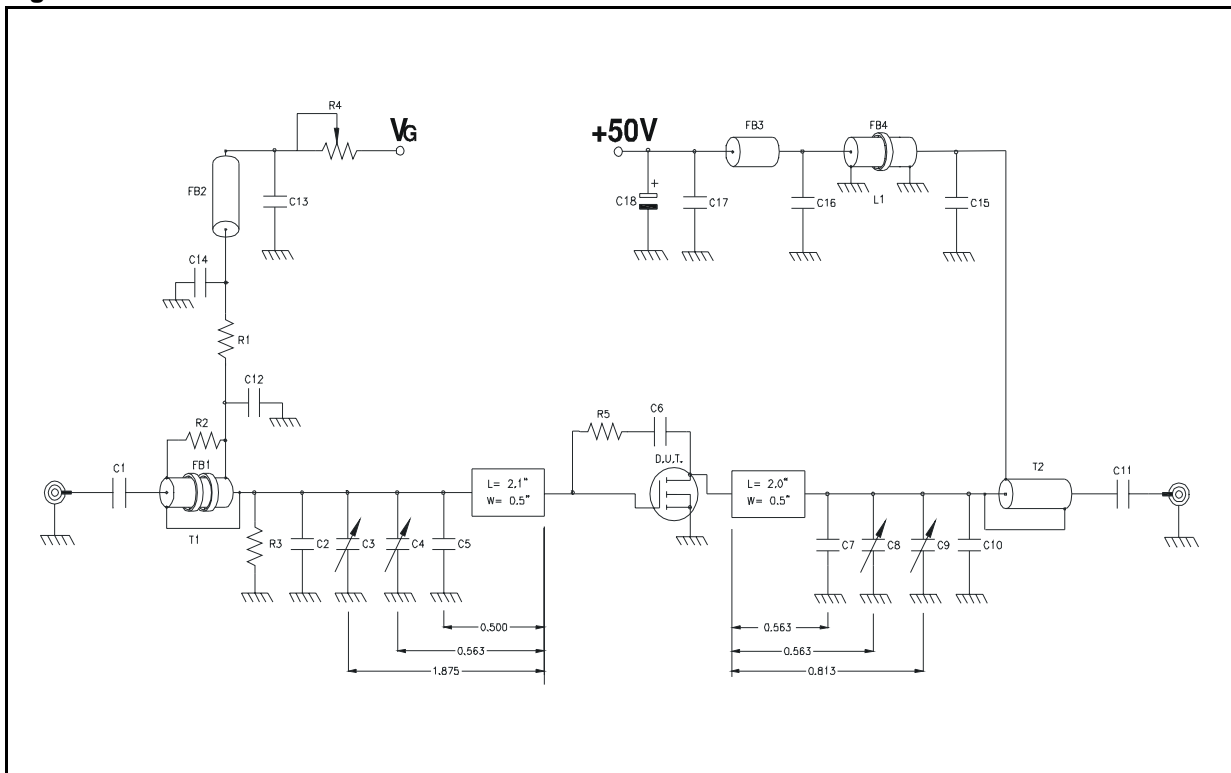 R4
VG
+50V
FB3
FB4
FB2
C13
C18
+
C17
C16
L1
C15
C14
R1
C12
R2
FB1
C1
T1
R5
C6
D.U.T.
L= 2.1"
W= 0.5"
L= 2.0"
W= 0.5"
T2
C11
R3
C2
C3
C4
C5
C7
C8
C9
C10
0.500
0.563
1.875
0.563
0.563
0.813